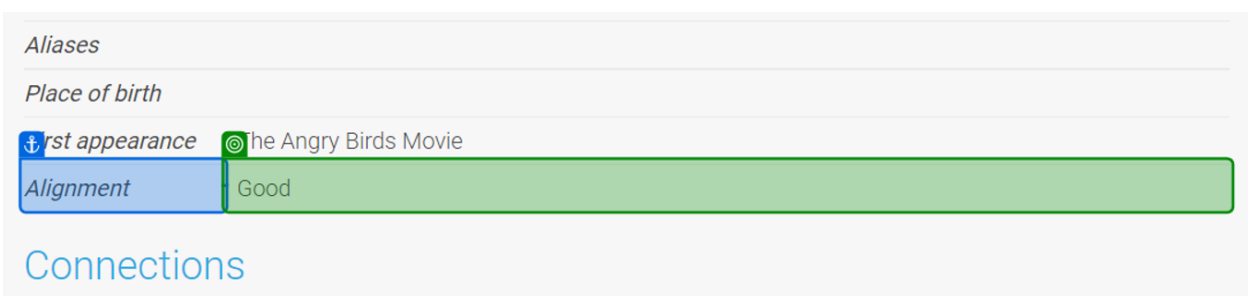 Aliases
Place of birth
rst appearance The Angry Birds Movie
Alignment Good
Connections